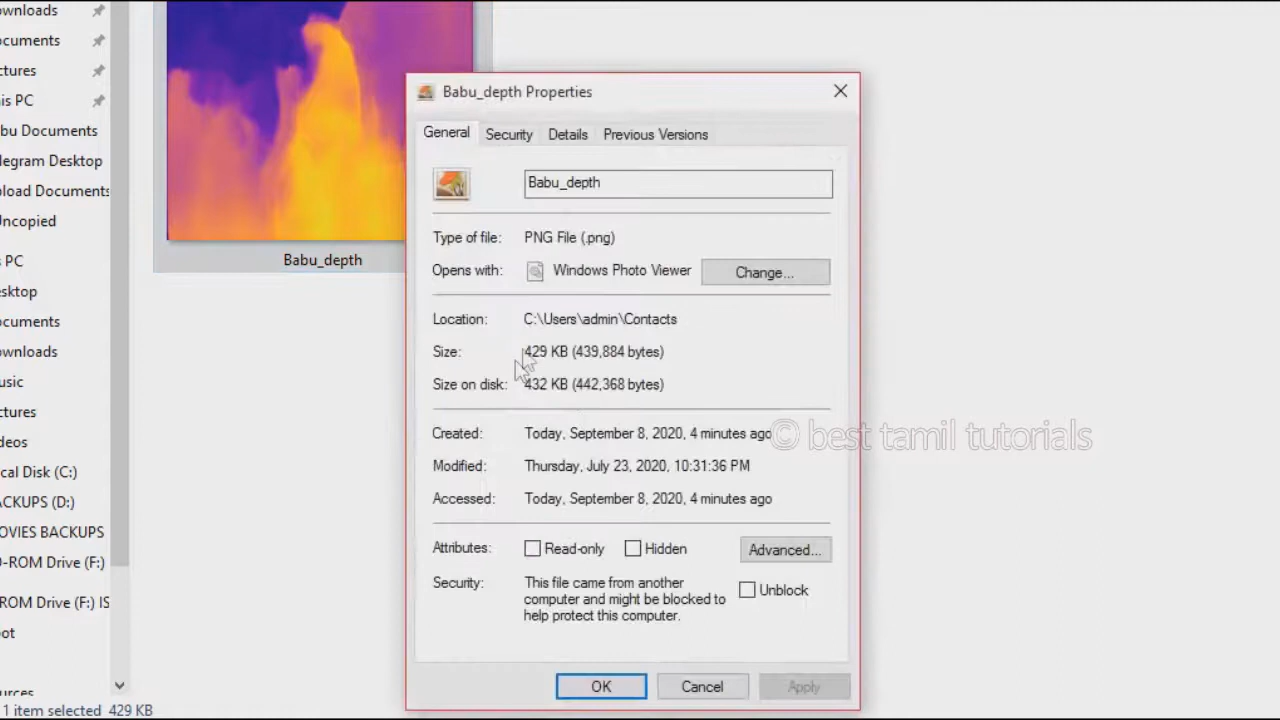 ownloads
ocuments
ctures
is PC
bu Documents
legram Desktop
oload Documents
Uncopied
s PC
esktop
ocuments
ownloads
usic
ctures
deos
cal Disk (C:)
ACKUPS (D:)
OVIES BACKUPS
O-ROM Drive (F:)
ROM Drive (F:) IS
ot
1 item selected 429 KB
Babu_depth
Babu_depth Properties
General Security Details Previous Versions
Babu_depth
Type of file: PNG File (.png)
Opens with: Windows Photo Viewer Change...
Location: C:\Users\admin\Contacts
Size: 429 KB (439,884 bytes)
Size on disk: 432 KB (442,368 bytes)
Created: Today, September 8, 2020, 4 minutes ago
© best tamil tutorials
Modified: Thursday, July 23, 2020, 10:31:36 PM
Accessed: Today, September 8, 2020, 4 minutes ago
Attributes: Read-only Hidden Advanced...
Security: This file came from another
computer and might be blocked to
help protect this computer.
Unblock
OK Cancel Apply